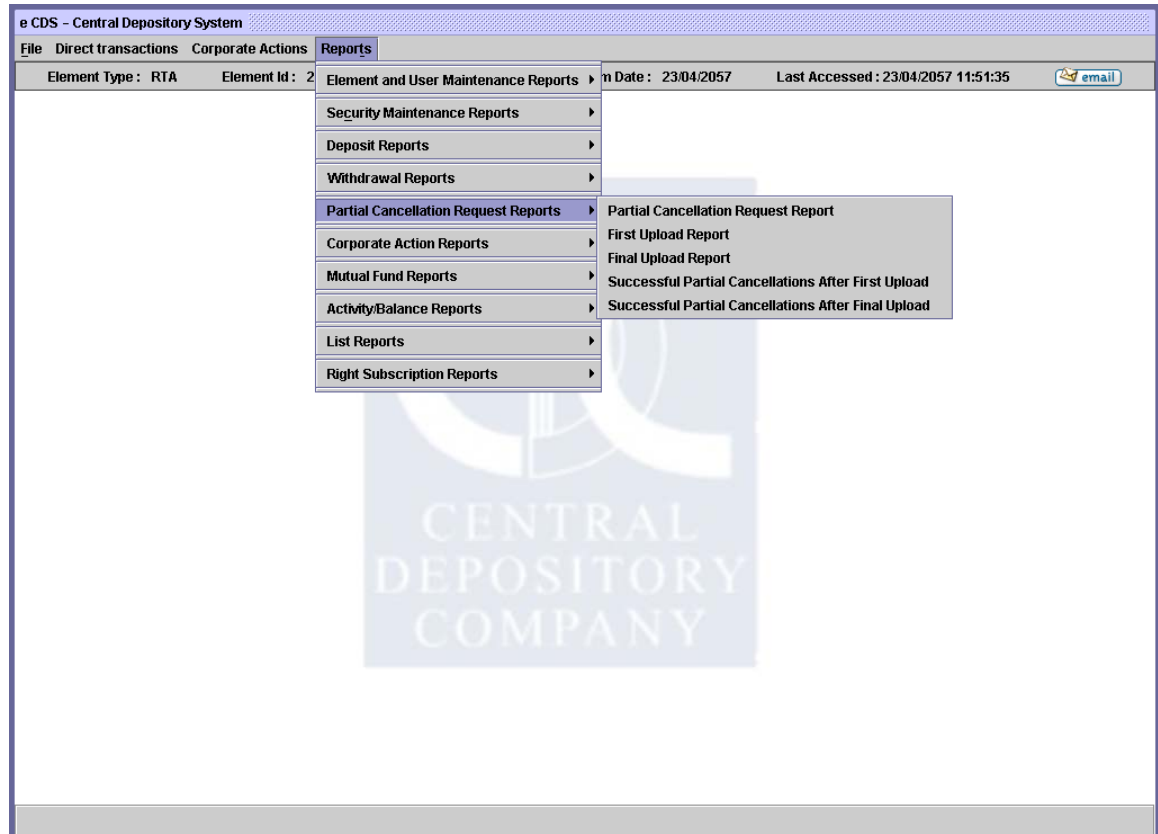 e CDS – Central Depository System
File Direct transactions Corporate Actions Reports
Element Type : RTA Element Id : 2 n Date : 23/04/2057 Last Accessed : 23/04/2057 11:51:35 email
Element and User Maintenance Reports
Security Maintenance Reports
Deposit Reports
Withdrawal Reports
Partial Cancellation Request Reports
Corporate Action Reports
Mutual Fund Reports
Activity/Balance Reports
List Reports
Right Subscription Reports
Partial Cancellation Request Report
First Upload Report
Final Upload Report
Successful Partial Cancellations After First Upload
Successful Partial Cancellations After Final Upload
CENTRAL
DEPOSITORY
COMPANY